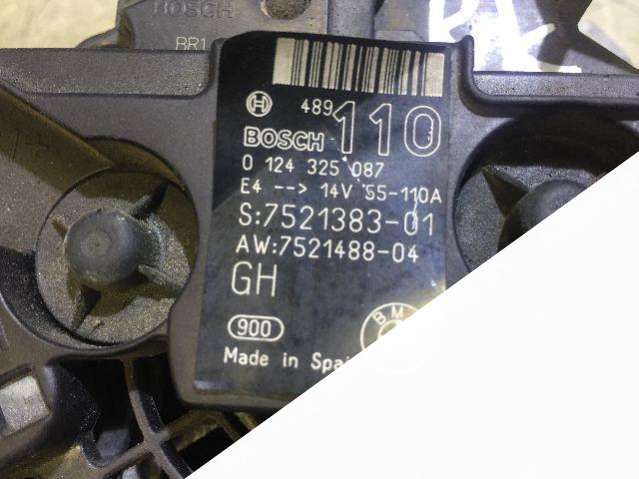 BOSCH
BR1
489
110
BOSCH
0 124 325 087
E4 --> 14V 55-110A
S:7521383-01
AW:7521488-04
GH
900
BM
Made in Spai